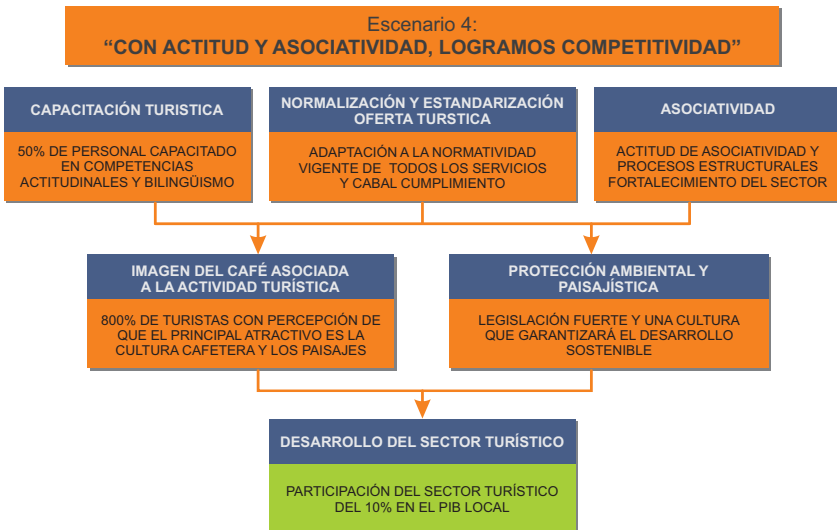 Escenario 4:
“CON ACTITUD Y ASOCIATIVIDAD, LOGRAMOS COMPETITIVIDAD”
CAPACITACIÓN TURISTICA
50% DE PERSONAL CAPACITADO
EN COMPETENCIAS
ACTITUDINALES Y BILINGÜISMO
NORMALIZACIÓN Y ESTANDARIZACIÓN
OFERTA TURSTICA
ADAPTACIÓN A LA NORMATIVIDAD
VIGENTE DE TODOS LOS SERVICIOS
Y CABAL CUMPLIMIENTO
ASOCIATIVIDAD
ACTITUD DE ASOCIATIVIDAD Y
PROCESOS ESTRUCTURALES
FORTALECIMIENTO DEL SECTOR
IMAGEN DEL CAFÉ ASOCIADA
A LA ACTIVIDAD TURÍSTICA
800% DE TURISTAS CON PERCEPCIÓN DE
QUE EL PRINCIPAL ATRACTIVO ES LA
CULTURA CAFETERA Y LOS PAISAJES
PROTECCIÓN AMBIENTAL Y
PAISAJÍSTICA
LEGISLACIÓN FUERTE Y UNA CULTURA
QUE GARANTIZARÁ EL DESARROLLO
SOSTENIBLE
DESARROLLO DEL SECTOR TURÍSTICO
PARTICIPACIÓN DEL SECTOR TURÍSTICO
DEL 10% EN EL PIB LOCAL